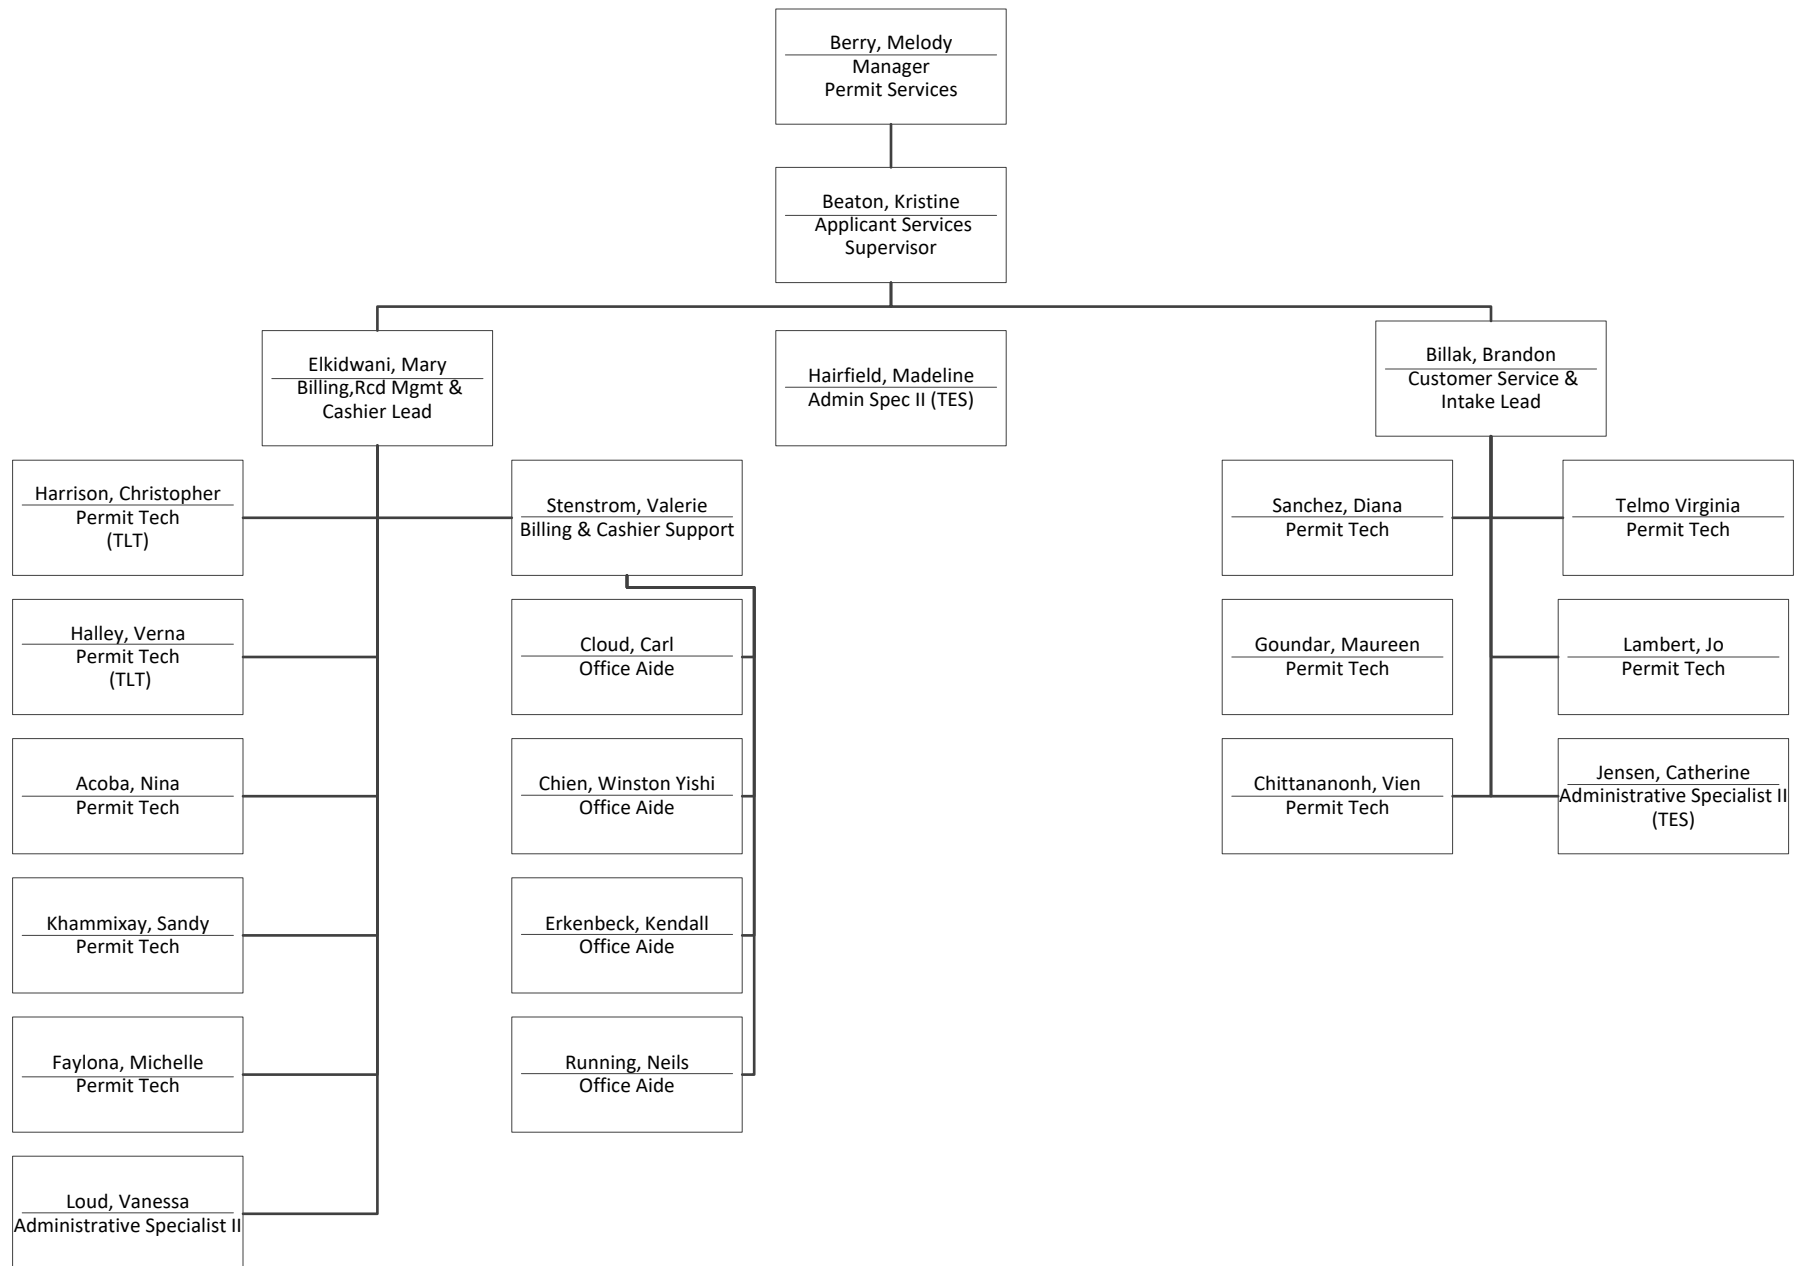 Berry, Melody
Manager
Permit Services
Beaton, Kristine
Applicant Services
Supervisor
Elkidwani, Mary
Billing,Rcd Mgmt &
Cashier Lead
Hairfield, Madeline
Admin Spec II (TES)
Billak, Brandon
Customer Service &
Intake Lead
Harrison, Christopher
Permit Tech
(TLT)
Stenstrom, Valerie
Billing & Cashier Support
Sanchez, Diana
Permit Tech
Telmo Virginia
Permit Tech
Halley, Verna
Permit Tech
(TLT)
Cloud, Carl
Office Aide
Goundar, Maureen
Permit Tech
Lambert, Jo
Permit Tech
Acoba, Nina
Permit Tech
Chien, Winston Yishi
Office Aide
Chittananonh, Vien
Permit Tech
Jensen, Catherine
Administrative Specialist II
(TES)
Khammixay, Sandy
Permit Tech
Erkenbeck, Kendall
Office Aide
Faylona, Michelle
Permit Tech
Running, Neils
Office Aide
Loud, Vanessa
Administrative Specialist II